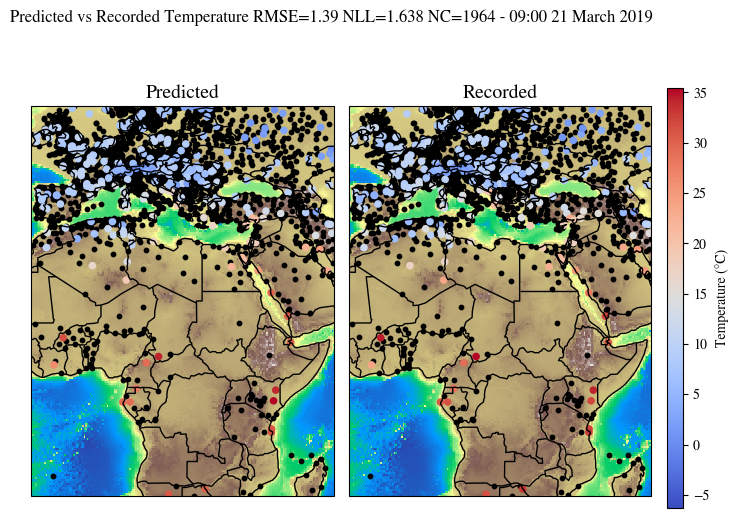 Predicted vs Recorded Temperature RMSE=1.39 NLL=1.638 NC=1964 - 09:00 21 March 2019
Predicted
Recorded
35
30
25
20
15
10
5
0
−5
Temperature (°C)